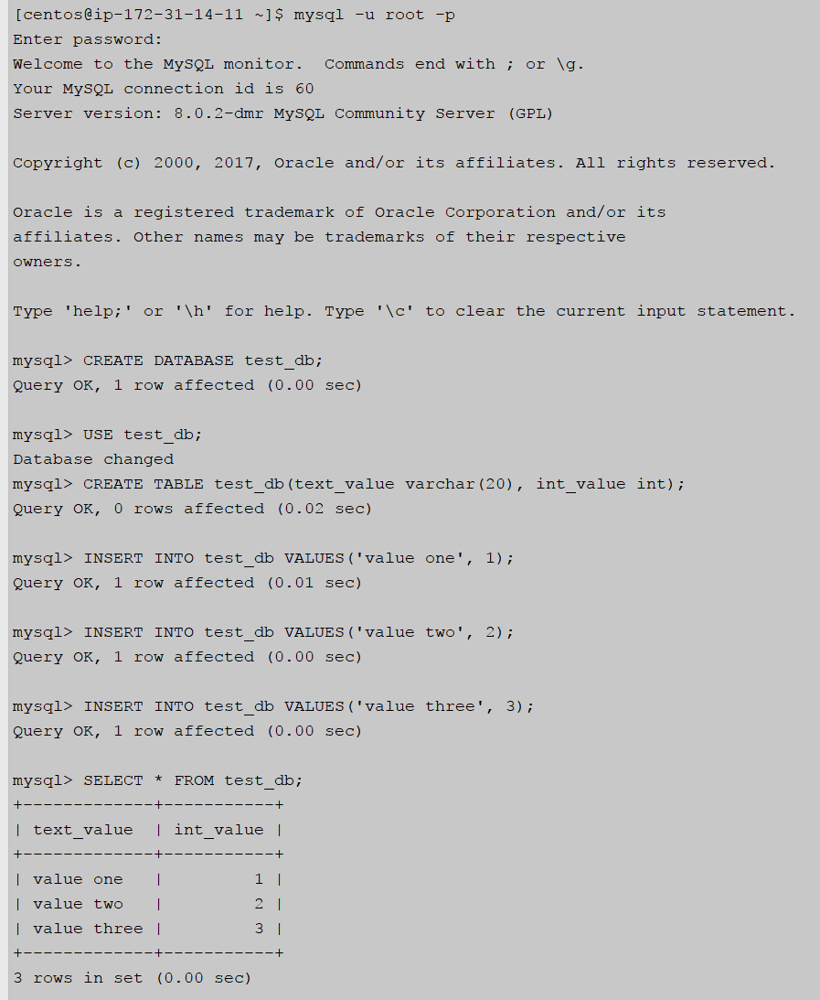 [centos@ip-172-31-14-11 ~]$ mysql -u root -p
Enter password:
Welcome to the MySQL monitor.  Commands end with ; or \g.
Your MySQL connection id is 60
Server version: 8.0.2-dmr MySQL Community Server (GPL)

Copyright (c) 2000, 2017, Oracle and/or its affiliates. All rights reserved.

Oracle is a registered trademark of Oracle Corporation and/or its
affiliates. Other names may be trademarks of their respective
owners.

Type 'help;' or '\h' for help. Type '\c' to clear the current input statement.

mysql> CREATE DATABASE test_db;
Query OK, 1 row affected (0.00 sec)

mysql> USE test_db;
Database changed
mysql> CREATE TABLE test_db(text_value varchar(20), int_value int);
Query OK, 0 rows affected (0.02 sec)

mysql> INSERT INTO test_db VALUES('value one', 1);
Query OK, 1 row affected (0.01 sec)

mysql> INSERT INTO test_db VALUES('value two', 2);
Query OK, 1 row affected (0.00 sec)

mysql> INSERT INTO test_db VALUES('value three', 3);
Query OK, 1 row affected (0.00 sec)

mysql> SELECT * FROM test_db;
+-------------+-----------+
| text_value  | int_value |
+-------------+-----------+
| value one   |         1 |
| value two   |         2 |
| value three |         3 |
+-------------+-----------+
3 rows in set (0.00 sec)